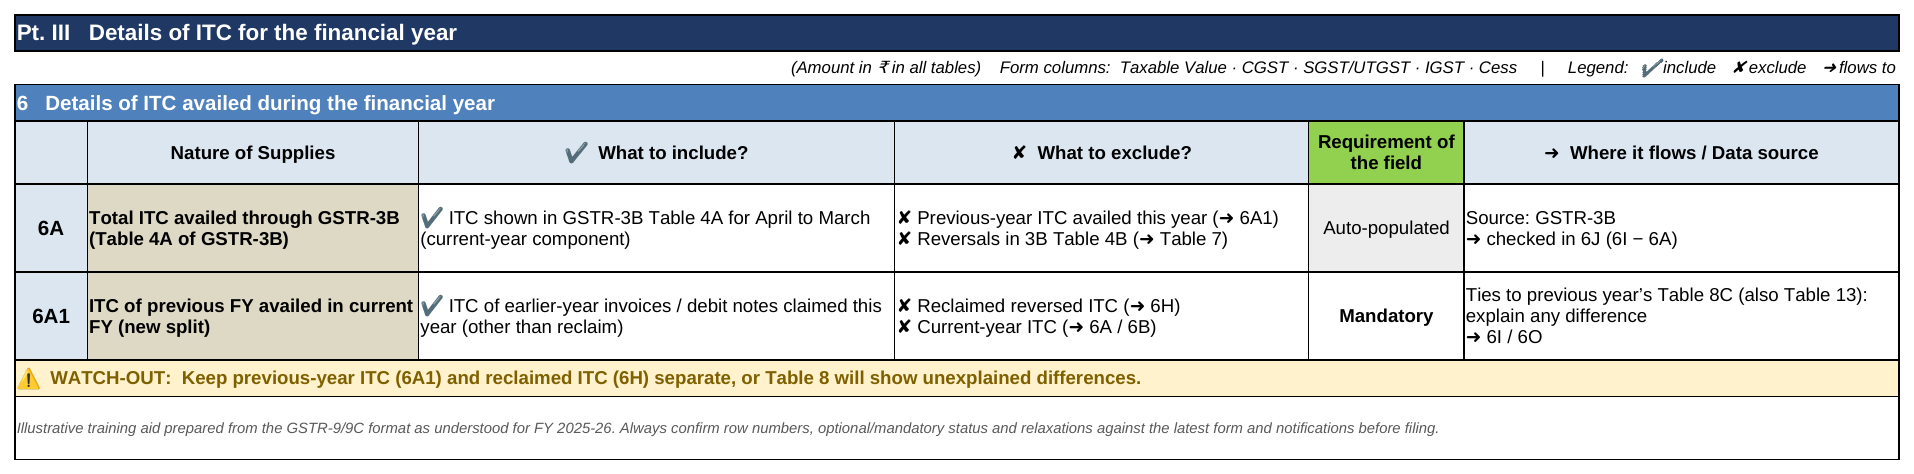 Pt. III Details of ITC for the financial year
(Amount in ₹ in all tables) Form columns: Taxable Value · CGST · SGST/UTGST · IGST · Cess | Legend: ✔include ✘exclude ➔flows to
6 Details of ITC availed during the financial year
Nature of Supplies
✔ What to include?
✘ What to exclude?
Requirement of
the field
➔ Where it flows / Data source
6A
Total ITC availed through GSTR-3B
(Table 4A of GSTR-3B)
✔ ITC shown in GSTR-3B Table 4A for April to March
(current-year component)
✘ Previous-year ITC availed this year (➔ 6A1)
✘ Reversals in 3B Table 4B (➔ Table 7)
Auto-populated
Source: GSTR-3B
➔ checked in 6J (6I − 6A)
6A1
ITC of previous FY availed in current
FY (new split)
✔ ITC of earlier-year invoices / debit notes claimed this
year (other than reclaim)
✘ Reclaimed reversed ITC (➔ 6H)
✘ Current-year ITC (➔ 6A / 6B)
Mandatory
Ties to previous year’s Table 8C (also Table 13):
explain any difference
➔ 6I / 6O
⚠ WATCH-OUT: Keep previous-year ITC (6A1) and reclaimed ITC (6H) separate, or Table 8 will show unexplained differences.
Illustrative training aid prepared from the GSTR-9/9C format as understood for FY 2025-26. Always confirm row numbers, optional/mandatory status and relaxations against the latest form and notifications before filing.